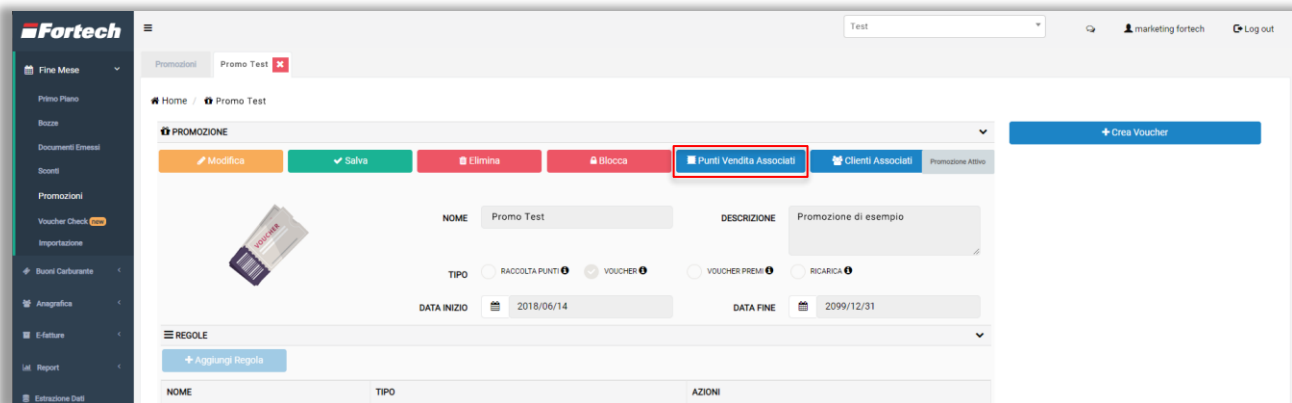 Fortech
Test
marketing fortech
Log out
Fine Mese
Primo Piano
Bozze
Documenti Emessi
Sconti
Promozioni
Voucher Check new
Importazione
Buoni Carburante
Anagrafica
E-fatture
Report
Estrazione Dati
Promozioni
Promo Test
Home / Promo Test
PROMOZIONE
+ Crea Voucher
Modifica
Salva
Elimina
Blocca
Punti Vendita Associati
Clienti Associati
Promozione Attivo
VOUCHER
NOME
Promo Test
DESCRIZIONE
Promozione di esempio
TIPO
RACCOLTA PUNTI
VOUCHER
VOUCHER PREMI
RICARICA
DATA INIZIO
2018/06/14
DATA FINE
2099/12/31
REGOLE
+ Aggiungi Regola
NOME
TIPO
AZIONI